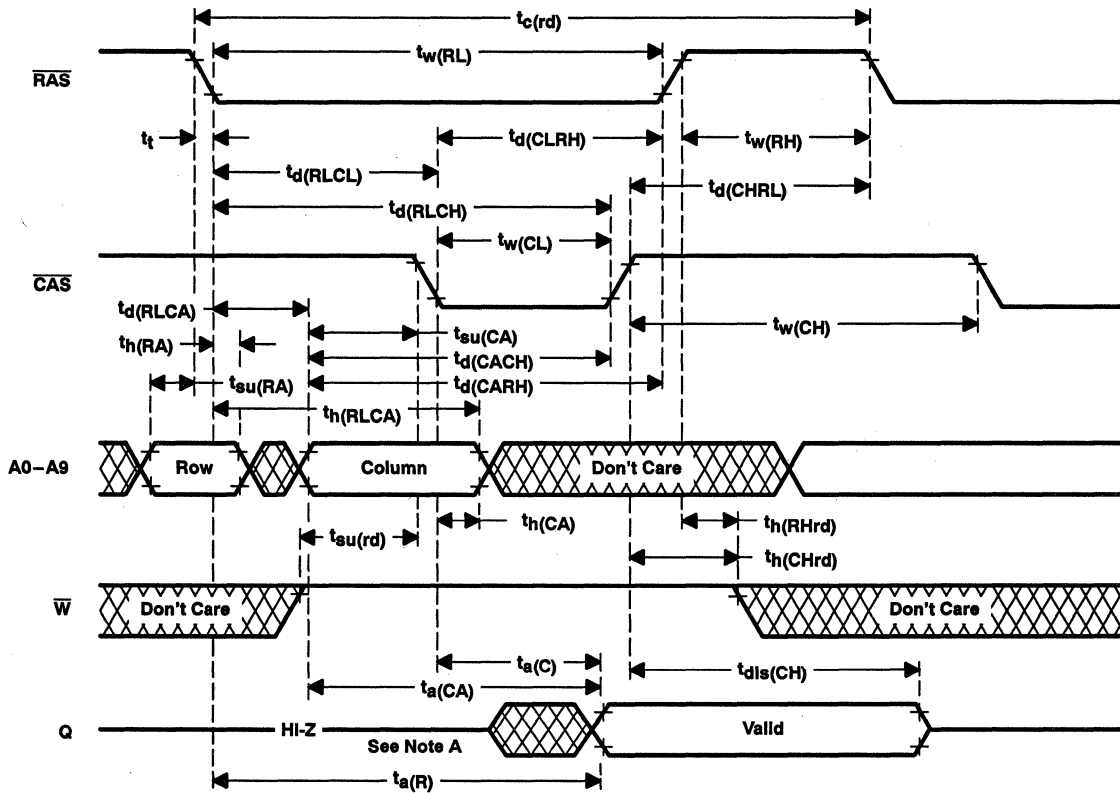 tc(rd)
RAS
tw(RL)
tt
td(CLRH)
tw(RH)
td(RLCL)
td(CHRL)
td(RLCH)
tw(CL)
CAS
td(RLCA)
tw(CH)
th(RA)
tsu(CA)
td(CACH)
tsu(RA)
td(CARH)
th(RLCA)
A0–A9
Row
Column
Don't Care
tsu(rd)
th(CA)
th(RHrd)
th(CHrd)
W
Don't Care
Don't Care
ta(C)
tdis(CH)
ta(CA)
Q
HI-Z
Valid
See Note A
ta(R)